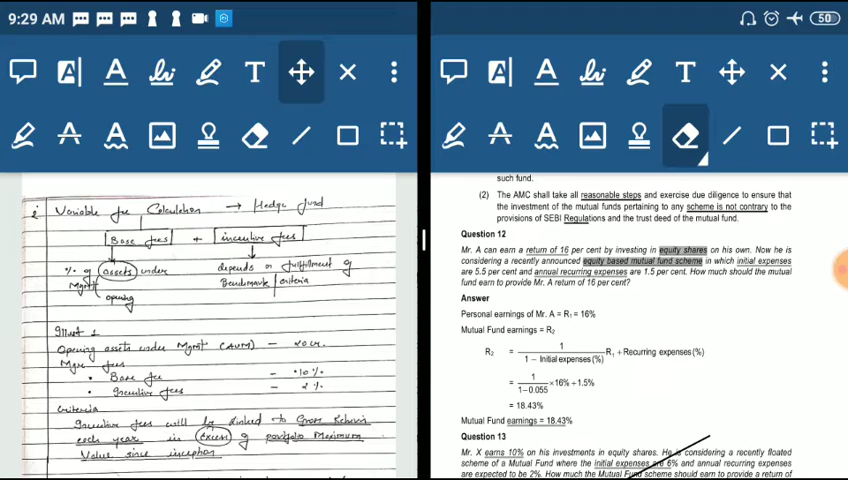 9:29 AM
50
i Variable fee Calculation → Hedge fund
Base fees + incentive fees
% of assets under Mgmt
opening
depends on fulfillment of
Benchmark criteria
Illust 1
Opening assets under Mgmt (AUM) - 20 cr.
Mgr fees
• Base fee - .10%
• Incentive fees - 2%
Criteria
Incentive fees will be linked to Gross Return
each year in excess of portfolio Maximum
Value since inception
such fund.
(2) The AMC shall take all reasonable steps and exercise due diligence to ensure that
the investment of the mutual funds pertaining to any scheme is not contrary to the
provisions of SEBI Regulations and the trust deed of the mutual fund.
Question 12
Mr. A can earn a return of 16 per cent by investing in equity shares on his own. Now he is
considering a recently announced equity based mutual fund scheme in which initial expenses
are 5.5 per cent and annual recurring expenses are 1.5 per cent. How much should the mutual
fund earn to provide Mr. A return of 16 per cent?
Answer
Personal earnings of Mr. A = R1 = 16%
Mutual Fund earnings = R2
R2 = 1 / (1 − Initial expenses (%)) R1 + Recurring expenses (%)
= 1 / (1−0.055) ×16% + 1.5%
= 18.43%
Mutual Fund earnings = 18.43%
Question 13
Mr. X earns 10% on his investments in equity shares. He is considering a recently floated
scheme of a Mutual Fund where the initial expenses are 6% and annual recurring expenses
are expected to be 2%. How much the Mutual Fund scheme should earn to provide a return of